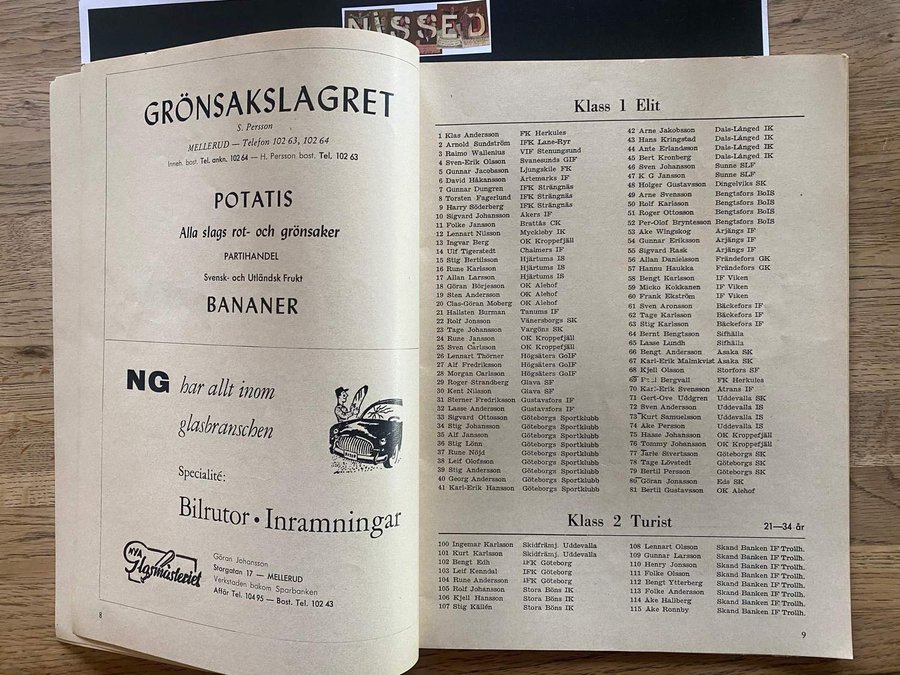 NiSSED
GRÖNSAKSLAGRET
S. Persson
MELLERUD — Telefon 102 63, 102 64
Inneh. bost. Tel. ankn. 102 64 — H. Persson bost. Tel. 102 63
POTATIS
Alla slags rot- och grönsaker
PARTIHANDEL
Svensk- och Utländsk Frukt
BANANER
NG har allt inom
glasbranschen
Specialité:
Bilrutor • Inramningar
NYA
Glasmästeriet
Göran Johansson
Storgatan 17 — MELLERUD
Verkstaden bakom Sparbanken
Affär Tel. 104 95 — Bost. Tel. 102 43
8
Klass 1 Elit
1 Klas Andersson FK Herkules
2 Arnold Sundström IFK Lane-Ryr
3 Raimo Wallenius VIF Stenungsund
4 Sven-Erik Olsson Svanesunds GIF
5 Gunnar Jacobsson Ljungskile FK
6 David Håkansson Ärtemarks IF
7 Gunnar Dungren IFK Strängnäs
8 Torsten Fagerlund IFK Strängnäs
9 Harry Söderberg IFK Strängnäs
10 Sigvard Johansson Åkers IF
11 Folke Jansson Brattås CK
12 Lennart Nilsson Myckleby IK
13 Ingvar Berg OK Kroppefjäll
14 Ulf Tigerstedt Chalmers IF
15 Stig Bertilsson Hjärtums IS
16 Rune Karlsson Hjärtums IS
17 Allan Larsson Hjärtums IS
18 Göran Börjesson OK Alehof
19 Sten Andersson OK Alehof
20 Clas-Göran Moberg OK Alehof
21 Hallsten Burman Tanums IF
22 Rolf Jonsson Vänersborgs SK
23 Tage Johansson Vargöns SK
24 Rune Jansson OK Kroppefjäll
25 Sven Carlsson OK Kroppefjäll
26 Lennart Thörner Högsäters GoIF
27 Alf Fredriksson Högsäters GoIF
28 Morgan Carlsson Högsäters GoIF
29 Roger Strandberg Glava SF
30 Kent Nilsson Glava SF
31 Sterner Fredriksson Gustavsfors IF
32 Lasse Andersson Gustavsfors IF
33 Sigvard Ottosson Göteborgs Sportklubb
34 Stig Johansson Göteborgs Sportklubb
35 Alf Jansson Göteborgs Sportklubb
36 Stig Lönn Göteborgs Sportklubb
37 Rune Nöjd Göteborgs Sportklubb
38 Leif Olofsson Göteborgs Sportklubb
39 Stig Andersson Göteborgs Sportklubb
40 Georg Andersson Göteborgs Sportklubb
41 Karl-Erik Hansson Göteborgs Sportklubb
42 Arne Jakobsson Dals-Långed IK
43 Hans Kringstad Dals-Långed IK
44 Ante Erlandsson Dals-Långed IK
45 Bert Kronberg Dals-Långed IK
46 Sven Johansson Sunne SLF
47 K G Jansson Sunne SLF
48 Holger Gustavsson Dingelviks SK
49 Arne Svensson Bengtsfors BoIS
50 Rolf Karlsson Bengtsfors BoIS
51 Roger Ottosson Bengtsfors BoIS
52 Per-Olof Bryntesson Bengtsfors BoIS
53 Åke Wingskog Årjängs IF
54 Gunnar Eriksson Årjängs IF
55 Sigvard Rask Årjängs IF
56 Allan Danielsson Frändefors GK
57 Hannu Haukka Frändefors GK
58 Bengt Karlsson IF Viken
59 Micko Kokkanen IF Viken
60 Frank Ekström IF Viken
61 Sven Aronsson Bäckefors IF
62 Tage Karlsson Bäckefors IF
63 Stig Karlsson Bäckefors IF
64 Bernt Bengtsson Sifhälla
65 Lasse Lundh Sifhälla
66 Bengt Andersson Åsaka SK
67 Karl-Erik Malmkvist Åsaka SK
68 Kjell Olsson Storfors SF
69 Bergvall FK Herkules
70 Karl-Erik Svensson Ätrans IF
71 Gert-Ove Uddgren Uddevalla SK
72 Sven Andersson Uddevalla IS
73 Kurt Samuelsson Uddevalla IS
74 Åke Persson Uddevalla IS
75 Hasse Johansson OK Kroppefjäll
76 Tommy Johansson OK Kroppefjäll
77 Tarle Sivertsson Göteborgs SK
78 Tage Lövstedt Göteborgs SK
79 Bertil Persson Göteborgs SK
80 Göran Jonasson Eds SK
81 Bertil Gustavsson OK Alehof
Klass 2 Turist 21—34 år
100 Ingemar Karlsson Skidfrämj. Uddevalla
101 Kurt Karlsson Skidfrämj. Uddevalla
102 Bengt Edh IFK Göteborg
103 Leif Kenndal IFK Göteborg
104 Rune Andersson IFK Göteborg
105 Rolf Johansson Stora Böns IK
106 Kjell Hansson Stora Böns IK
107 Stig Källén Stora Böns IK
108 Lennart Olsson Skand Banken IF Trollh.
109 Gunnar Larsson Skand Banken IF Trollh.
110 Henry Jonsson Skand Banken IF Trollh.
111 Folke Olsson Skand Banken IF Trollh.
112 Bengt Ytterberg Skand Banken IF Trollh.
113 Folke Andersson Skand Banken IF Trollh.
114 Åke Hallberg Skand Banken IF Trollh.
115 Åke Ronnby Skand Banken IF Trollh.
9